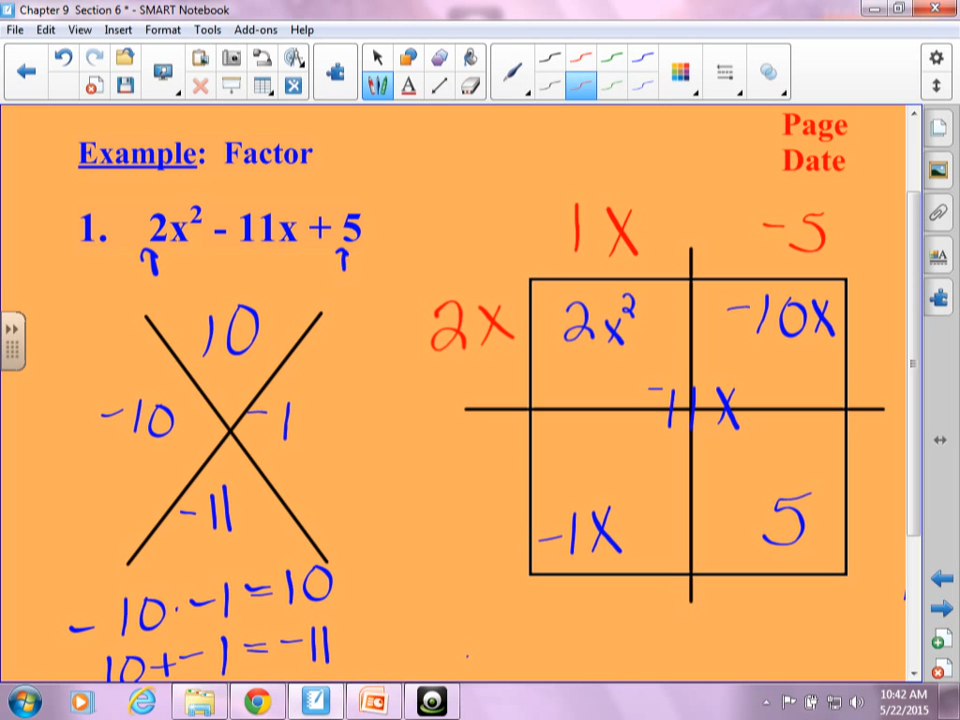 Chapter 9 Section 6 * - SMART Notebook
File Edit View Insert Format Tools Add-ons Help
Page
Date
Example: Factor
1. 2x² - 11x + 5
1x -5
2x 2x² -10x
10
-10 -1
-11x
-11
-1x 5
-10·-1=10
10+-1=-11
10:42 AM
5/22/2015